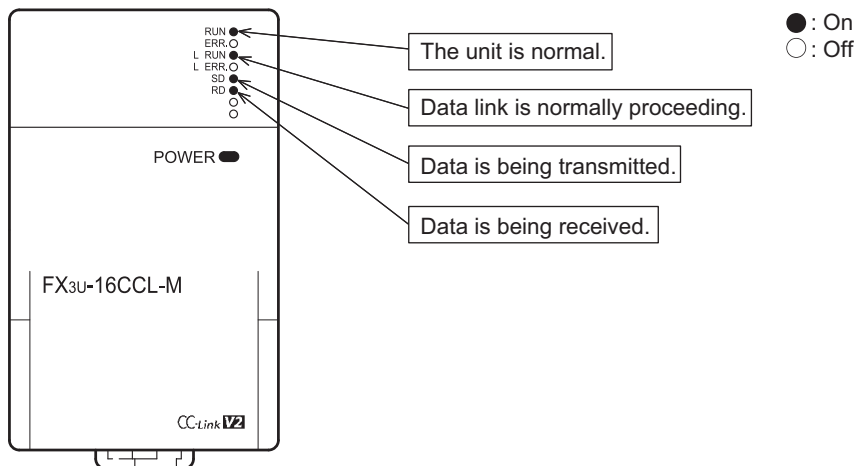 RUN
ERR.
L RUN
L ERR.
SD
RD
The unit is normal.
Data link is normally proceeding.
Data is being transmitted.
Data is being received.
: On
: Off
POWER
FX3U-16CCL-M
CC-Link V2